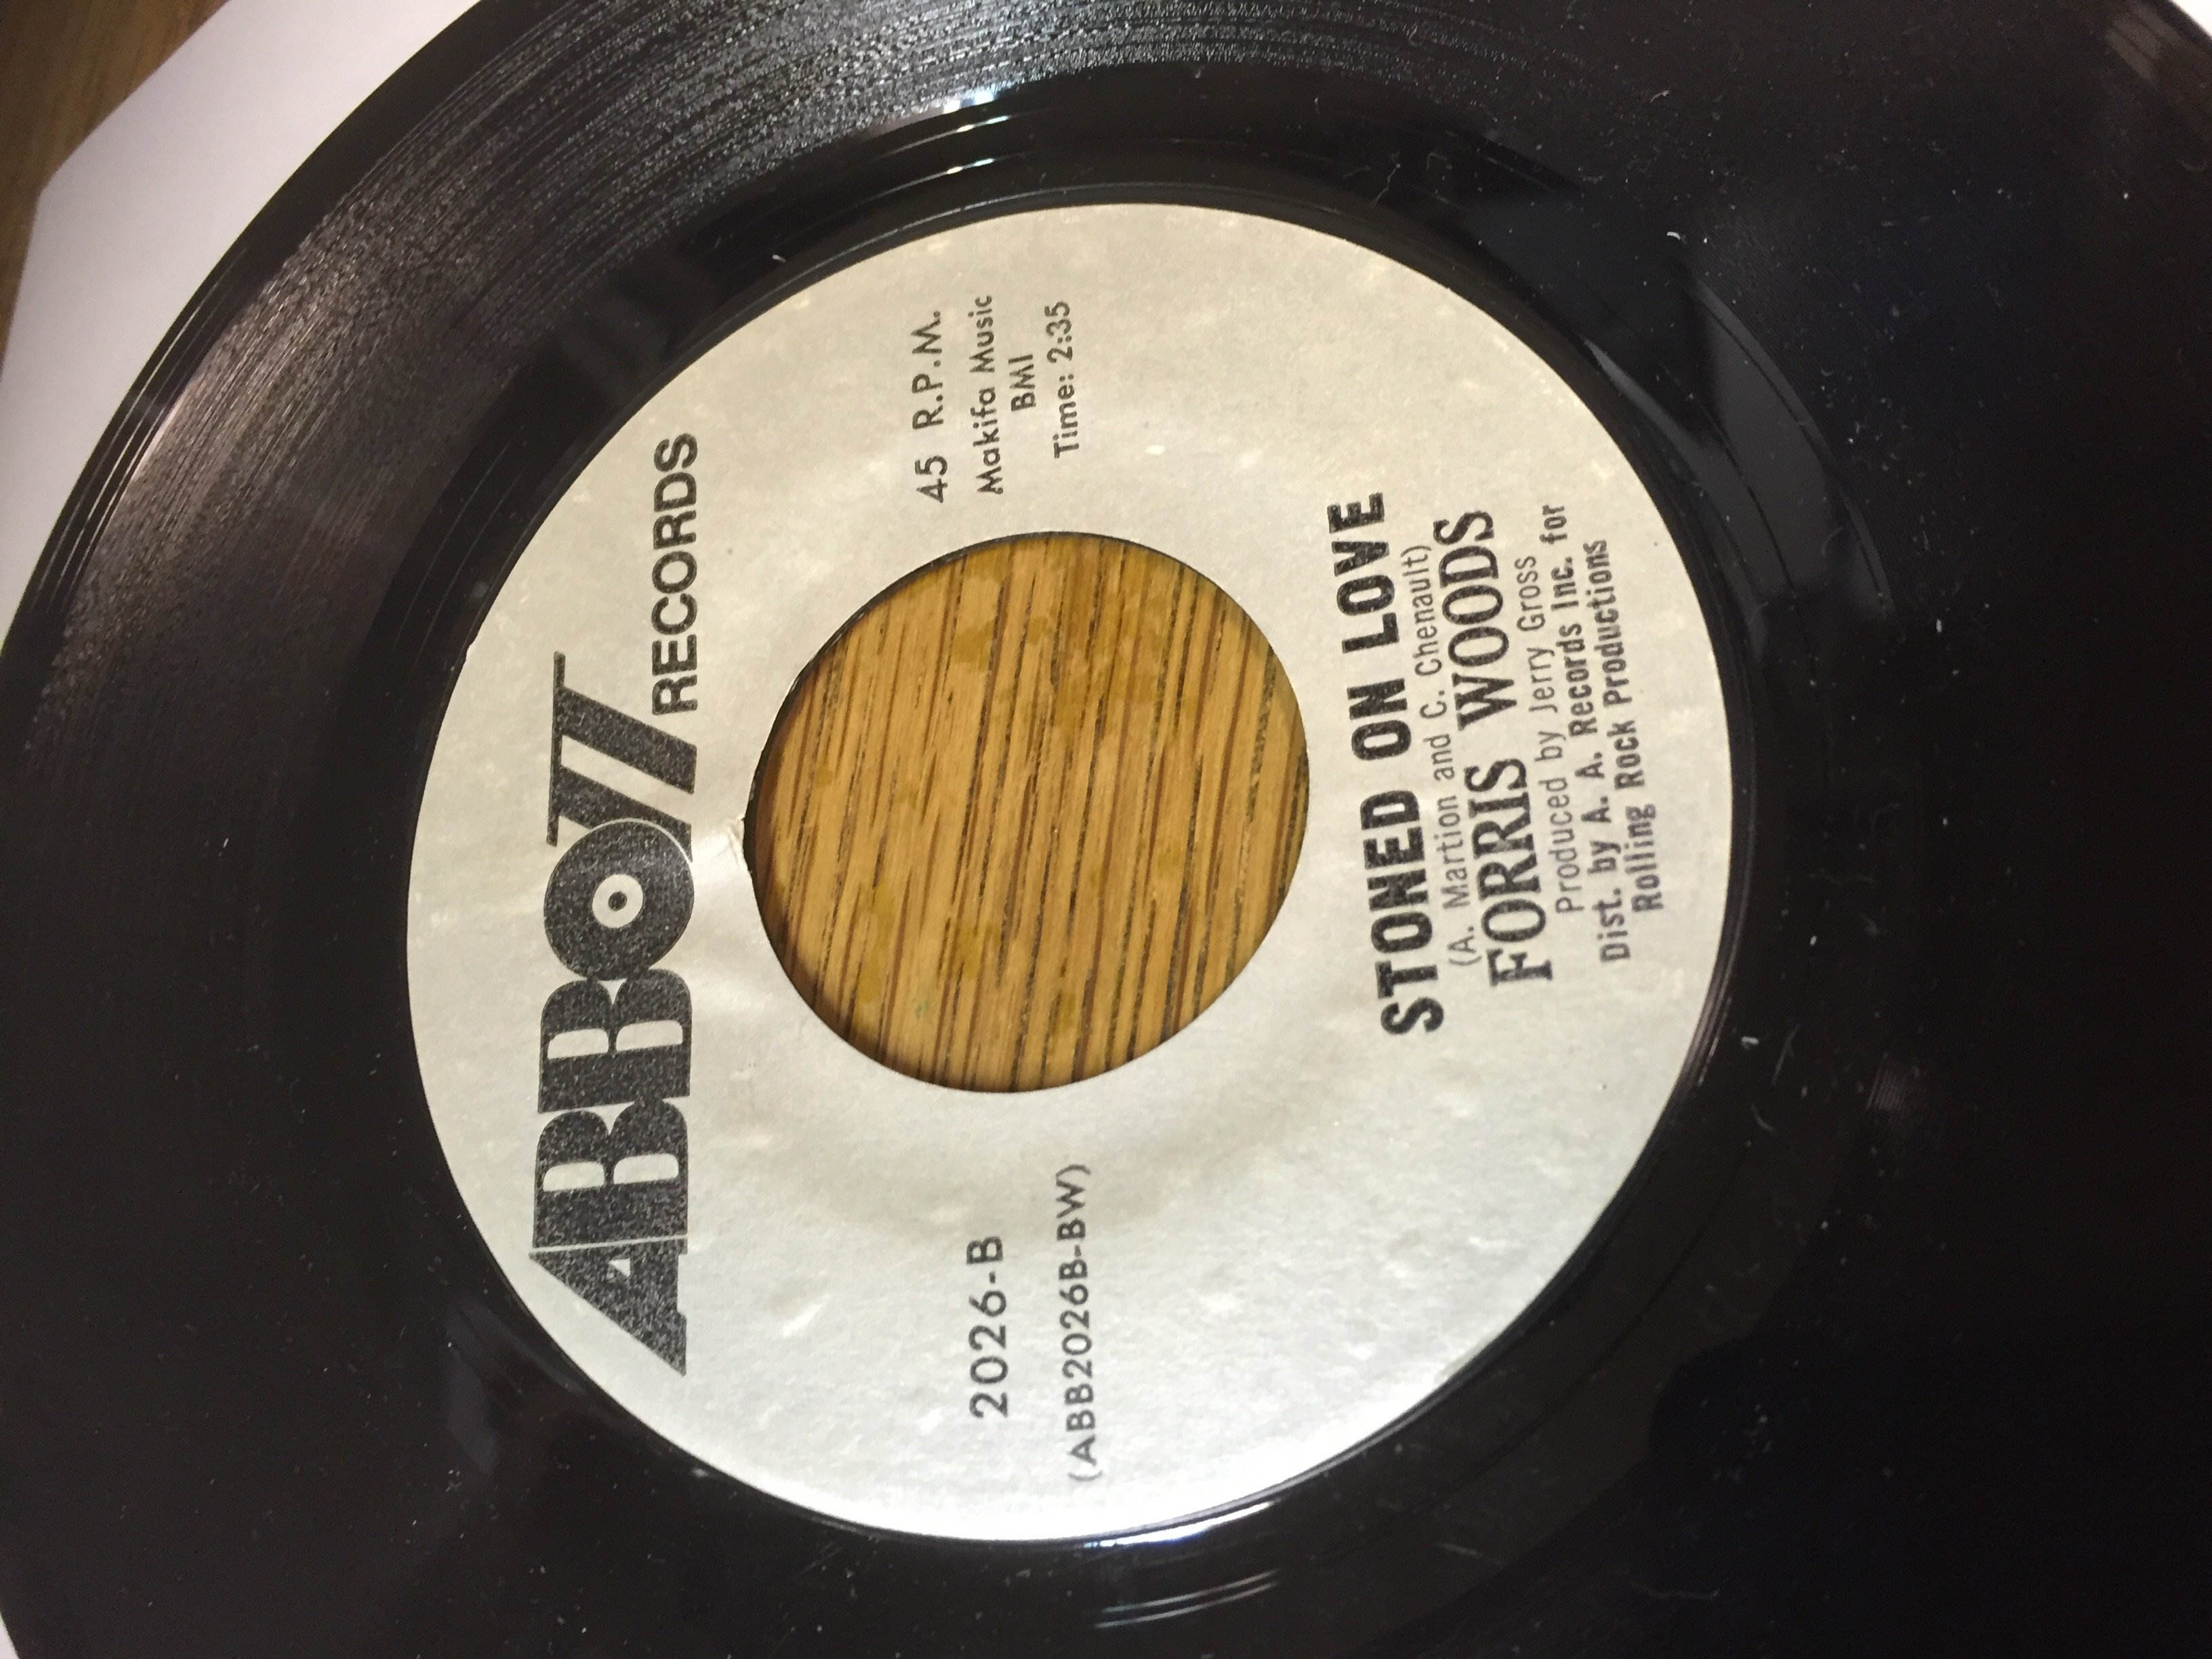 ABBOTT
RECORDS
2026-B
(ABB2026B-BW)
45 R.P.M.
Makifa Music
BMI
Time: 2:35
STONED ON LOVE
(A. Martion and C. Chenault)
FORRIS WOODS
Produced by Jerry Gross
Dist. by A. A. Records Inc. for
Rolling Rock Productions